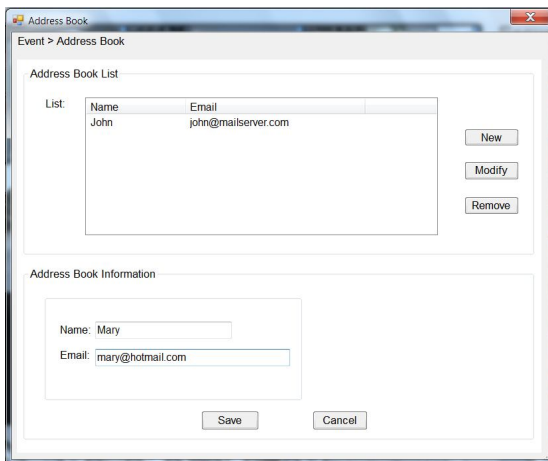 Address Book
Event > Address Book
Address Book List
List:
Name Email
John john@mailserver.com
New
Modify
Remove
Address Book Information
Name: Mary
Email: mary@hotmail.com
Save Cancel